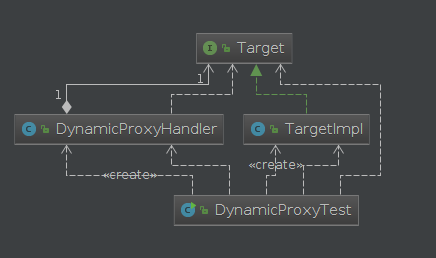 I Target
1
1
C DynamicProxyHandler
C TargetImpl
«create»
«create»
C DynamicProxyTest